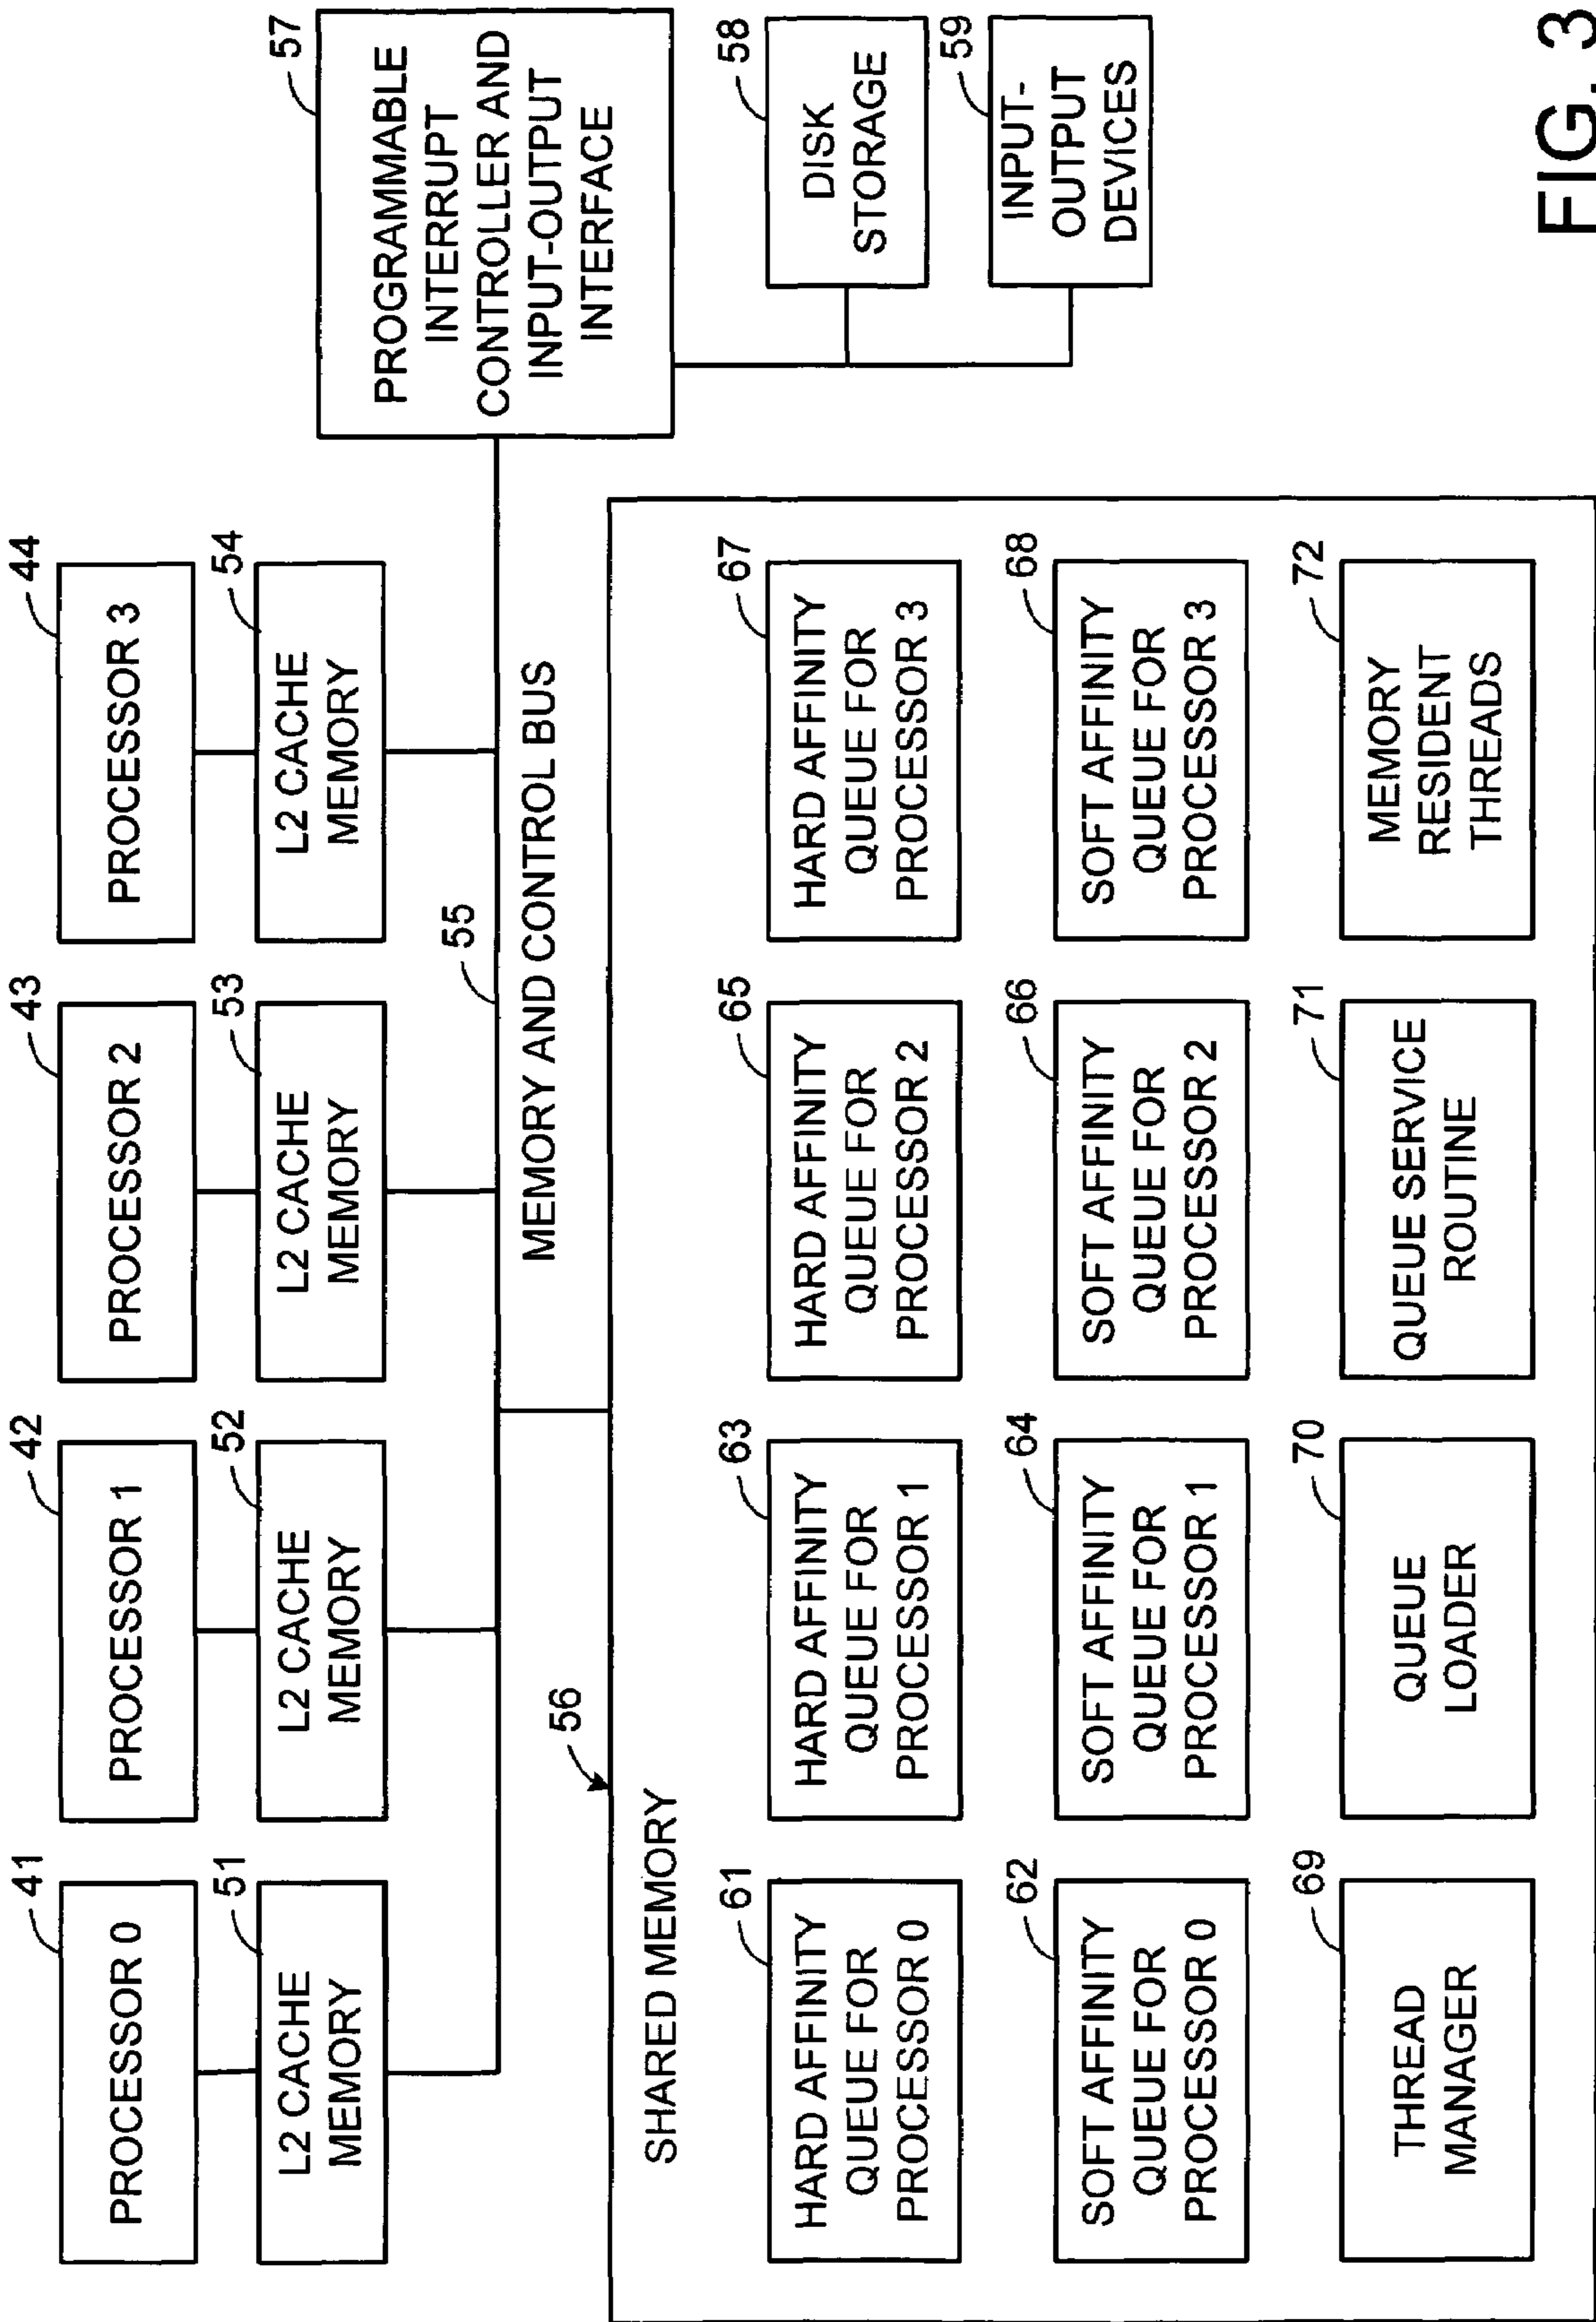 41
PROCESSOR 0
42
PROCESSOR 1
43
PROCESSOR 2
44
PROCESSOR 3
51
L2 CACHE
MEMORY
52
L2 CACHE
MEMORY
53
L2 CACHE
MEMORY
54
L2 CACHE
MEMORY
57
PROGRAMMABLE
INTERRUPT
CONTROLLER AND
INPUT-OUTPUT
INTERFACE
55
MEMORY AND CONTROL BUS
56
SHARED MEMORY
58
DISK
STORAGE
59
INPUT-
OUTPUT
DEVICES
61
HARD AFFINITY
QUEUE FOR
PROCESSOR 0
63
HARD AFFINITY
QUEUE FOR
PROCESSOR 1
65
HARD AFFINITY
QUEUE FOR
PROCESSOR 2
67
HARD AFFINITY
QUEUE FOR
PROCESSOR 3
62
SOFT AFFINITY
QUEUE FOR
PROCESSOR 0
64
SOFT AFFINITY
QUEUE FOR
PROCESSOR 1
66
SOFT AFFINITY
QUEUE FOR
PROCESSOR 2
68
SOFT AFFINITY
QUEUE FOR
PROCESSOR 3
69
THREAD
MANAGER
70
QUEUE
LOADER
71
QUEUE SERVICE
ROUTINE
72
MEMORY
RESIDENT
THREADS
FIG. 3